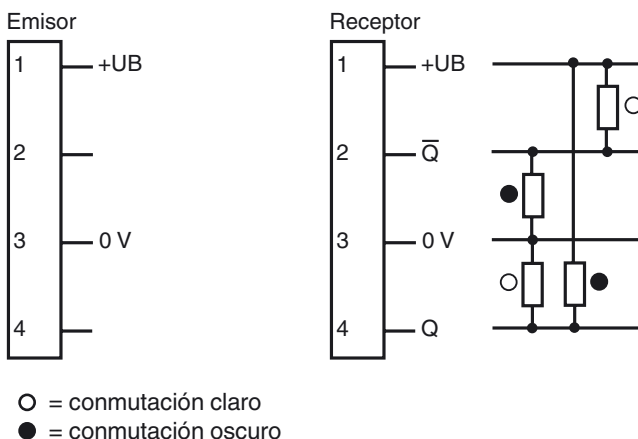 Emisor
1 +UB
2
3 0 V
4
Receptor
1 +UB
2 Q̅
3 0 V
4 Q
= conmutación claro
= conmutación oscuro